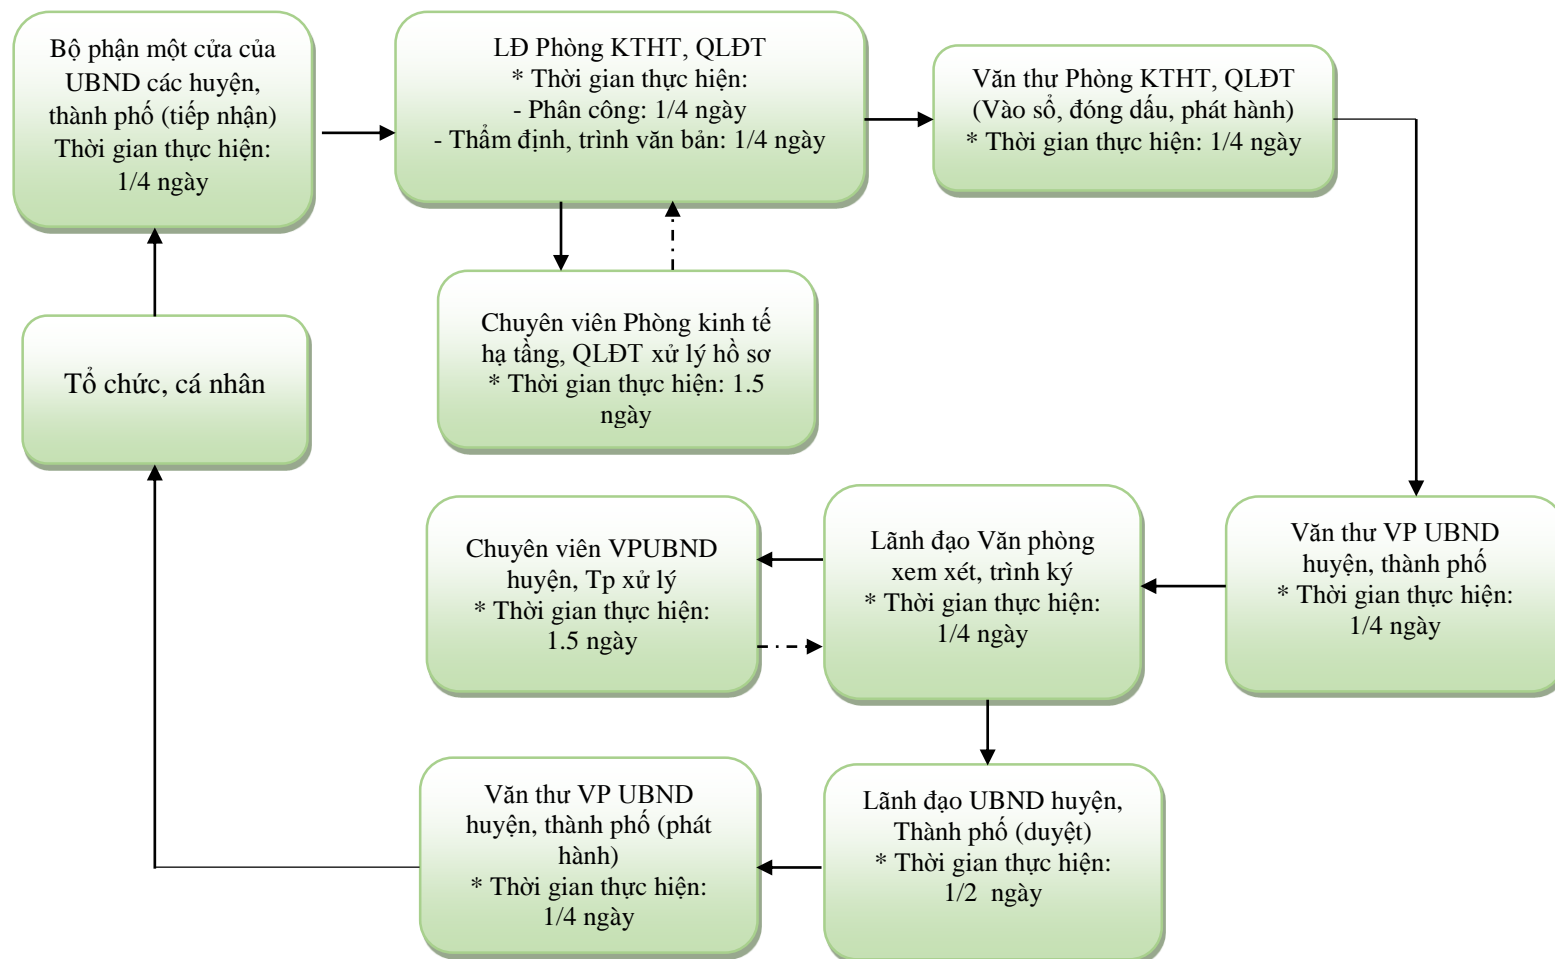 Bộ phận một cửa của
UBND các huyện,
thành phố (tiếp nhận)
Thời gian thực hiện:
1/4 ngày
LĐ Phòng KTHT, QLĐT
* Thời gian thực hiện:
- Phân công: 1/4 ngày
- Thẩm định, trình văn bản: 1/4 ngày
Văn thư Phòng KTHT, QLĐT
(Vào sổ, đóng dấu, phát hành)
* Thời gian thực hiện: 1/4 ngày
Chuyên viên Phòng kinh tế
hạ tầng, QLĐT xử lý hồ sơ
* Thời gian thực hiện: 1.5
ngày
Tổ chức, cá nhân
Chuyên viên VPUBND
huyện, Tp xử lý
* Thời gian thực hiện:
1.5 ngày
Lãnh đạo Văn phòng
xem xét, trình ký
* Thời gian thực hiện:
1/4 ngày
Văn thư VP UBND
huyện, thành phố
* Thời gian thực hiện:
1/4 ngày
Văn thư VP UBND
huyện, thành phố (phát
hành)
* Thời gian thực hiện:
1/4 ngày
Lãnh đạo UBND huyện,
Thành phố (duyệt)
* Thời gian thực hiện:
1/2 ngày